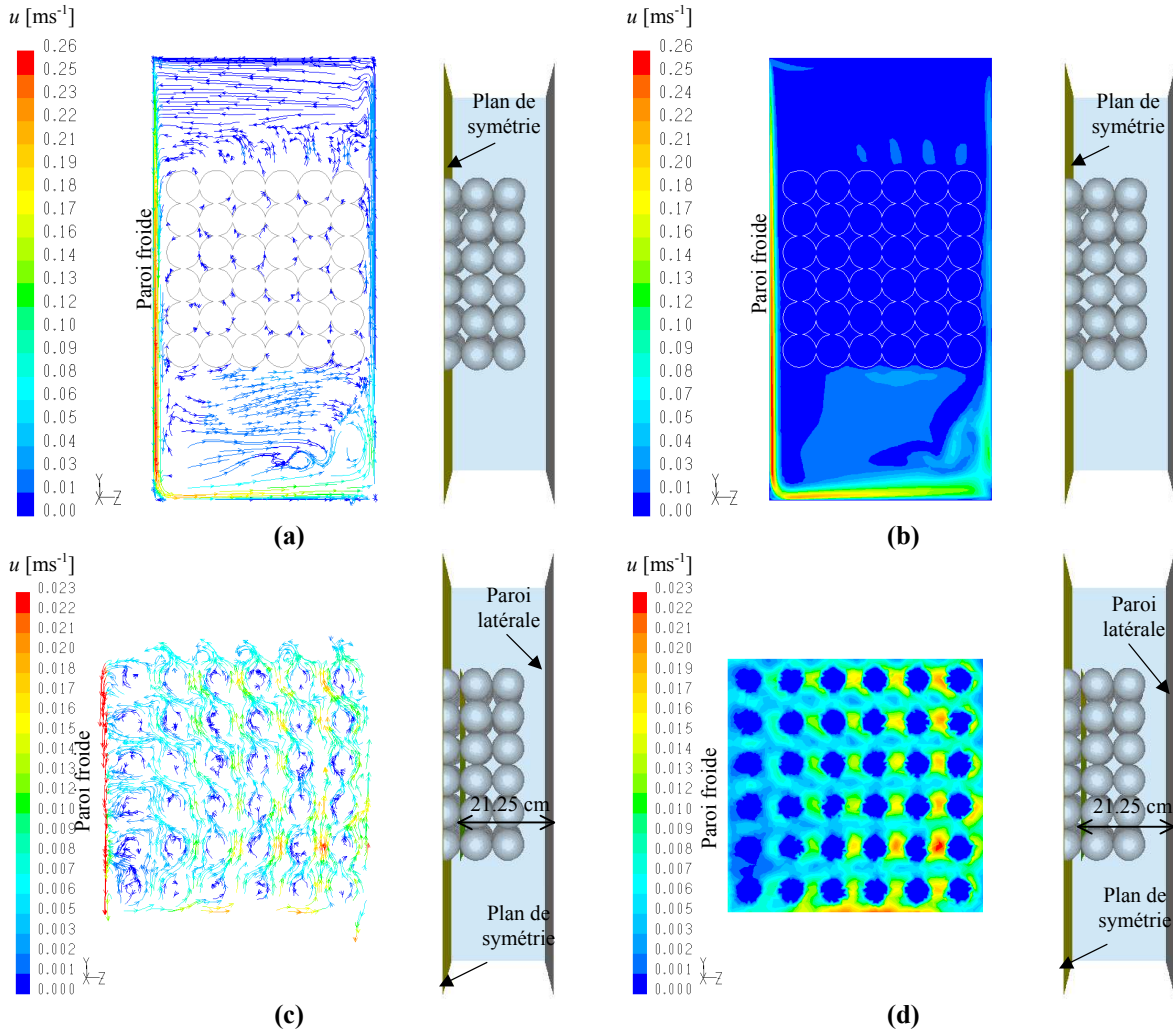 u [ms-1]
0.26
0.25
0.24
0.22
0.21
0.20
0.18
0.17
0.16
0.14
0.13
0.12
0.10
0.09
0.08
0.07
0.05
0.04
0.03
0.01
0.00
Paroi froide
Y
X Z
Plan de
symétrie
(a)
u [ms-1]
0.26
0.25
0.24
0.22
0.21
0.20
0.18
0.17
0.16
0.14
0.13
0.12
0.10
0.09
0.08
0.07
0.05
0.04
0.03
0.01
0.00
Paroi froide
Y
X Z
Plan de
symétrie
(b)
u [ms-1]
0.023
0.022
0.021
0.020
0.018
0.017
0.016
0.015
0.014
0.013
0.012
0.010
0.009
0.008
0.007
0.006
0.005
0.003
0.002
0.001
0.000
Paroi froide
Y
X Z
Paroi
latérale
21.25 cm
Plan de
symétrie
(c)
u [ms-1]
0.023
0.022
0.021
0.020
0.018
0.017
0.016
0.015
0.014
0.013
0.012
0.010
0.009
0.008
0.007
0.006
0.005
0.003
0.002
0.001
0.000
Paroi froide
Y
X Z
Paroi
latérale
21.25 cm
Plan de
symétrie
(d)